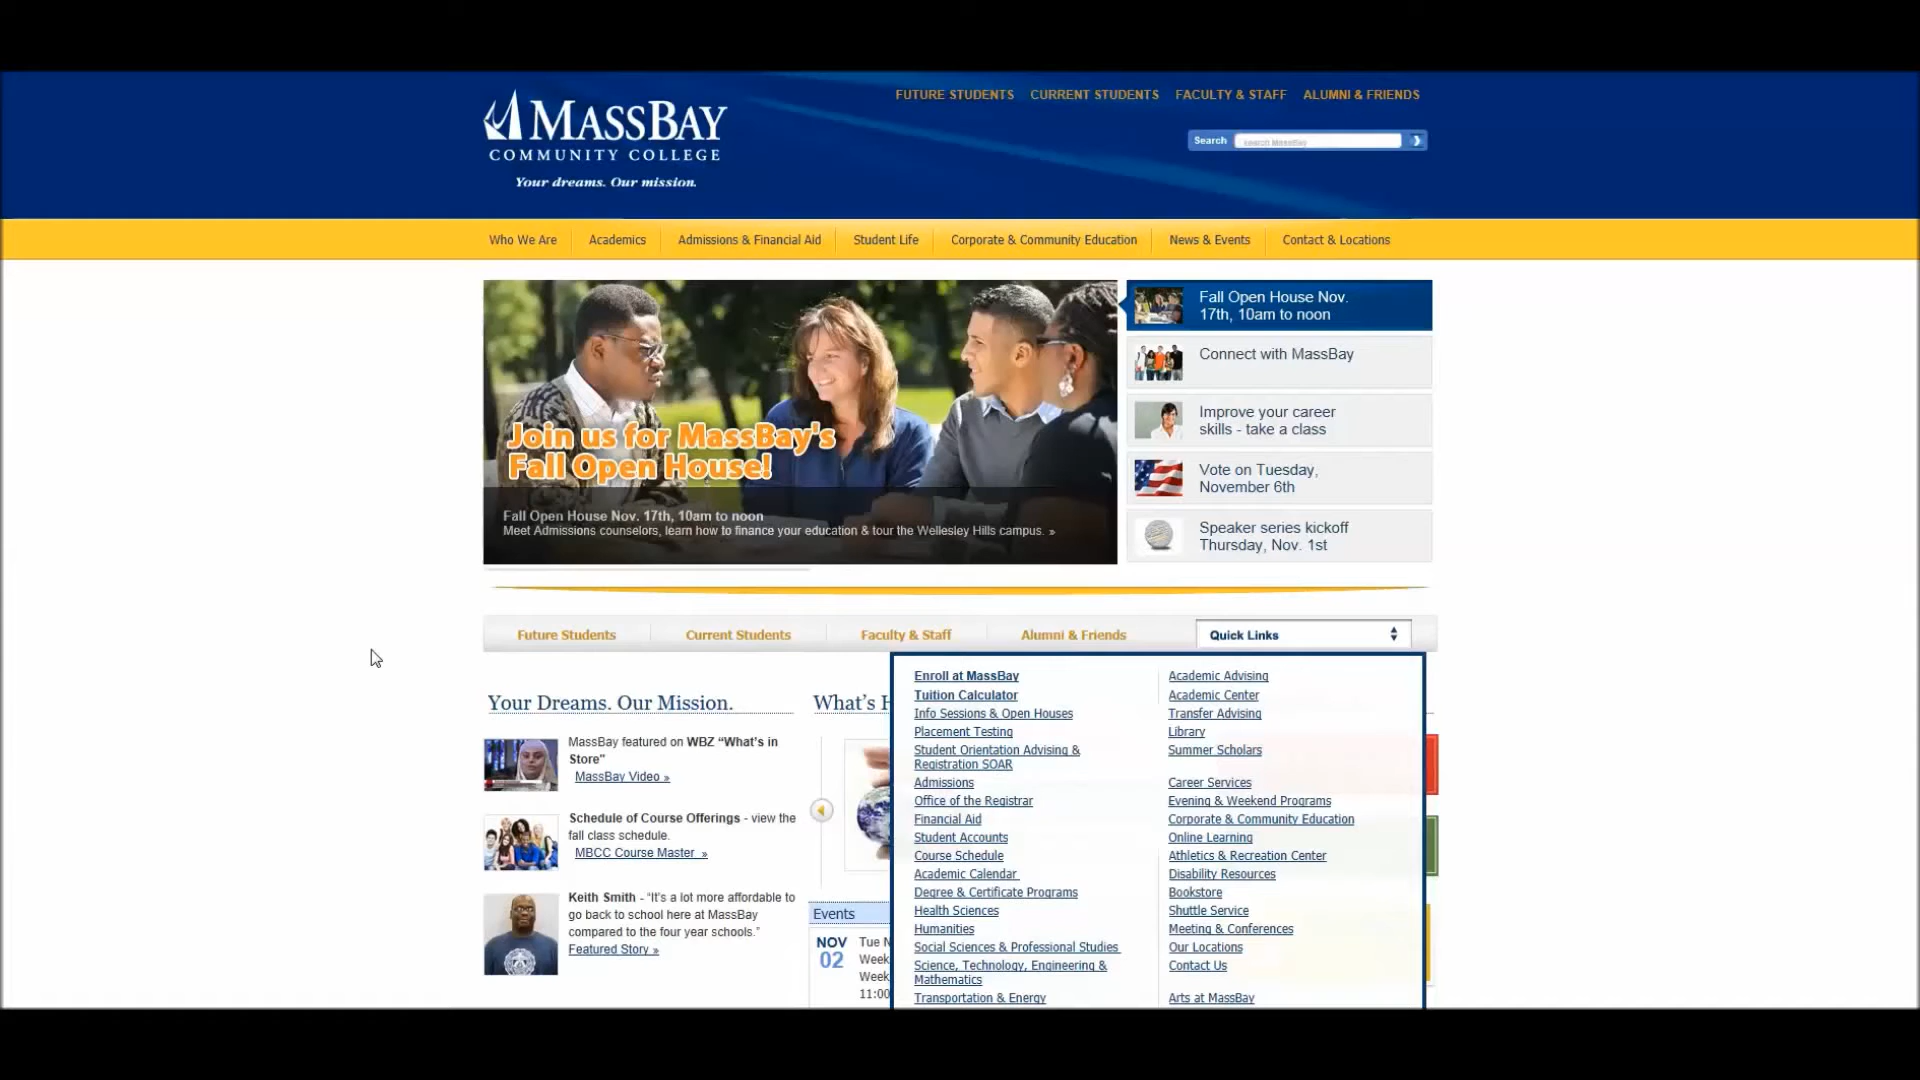 MASSBAY
COMMUNITY COLLEGE
Your dreams. Our mission.
FUTURE STUDENTS CURRENT STUDENTS FACULTY & STAFF ALUMNI & FRIENDS
Search search MassBay
Who We Are Academics Admissions & Financial Aid Student Life Corporate & Community Education News & Events Contact & Locations
Join us for MassBay's
Fall Open House!
Fall Open House Nov. 17th, 10am to noon
Meet Admissions counselors, learn how to finance your education & tour the Wellesley Hills campus. »
Fall Open House Nov.
17th, 10am to noon
Connect with MassBay
Improve your career
skills - take a class
Vote on Tuesday,
November 6th
Speaker series kickoff
Thursday, Nov. 1st
Future Students Current Students Faculty & Staff Alumni & Friends Quick Links
Your Dreams. Our Mission.
MassBay featured on WBZ “What’s in
Store”
MassBay Video »
Schedule of Course Offerings - view the
fall class schedule.
MBCC Course Master »
Keith Smith - “It’s a lot more affordable to
go back to school here at MassBay
compared to the four year schools.”
Featured Story »
What’s H
Events
NOV
02
Tue N
Week
Week
11:00
Enroll at MassBay
Tuition Calculator
Info Sessions & Open Houses
Placement Testing
Student Orientation Advising &
Registration SOAR
Admissions
Office of the Registrar
Financial Aid
Student Accounts
Course Schedule
Academic Calendar
Degree & Certificate Programs
Health Sciences
Humanities
Social Sciences & Professional Studies
Science, Technology, Engineering &
Mathematics
Transportation & Energy
Academic Advising
Academic Center
Transfer Advising
Library
Summer Scholars
Career Services
Evening & Weekend Programs
Corporate & Community Education
Online Learning
Athletics & Recreation Center
Disability Resources
Bookstore
Shuttle Service
Meeting & Conferences
Our Locations
Contact Us
Arts at MassBay